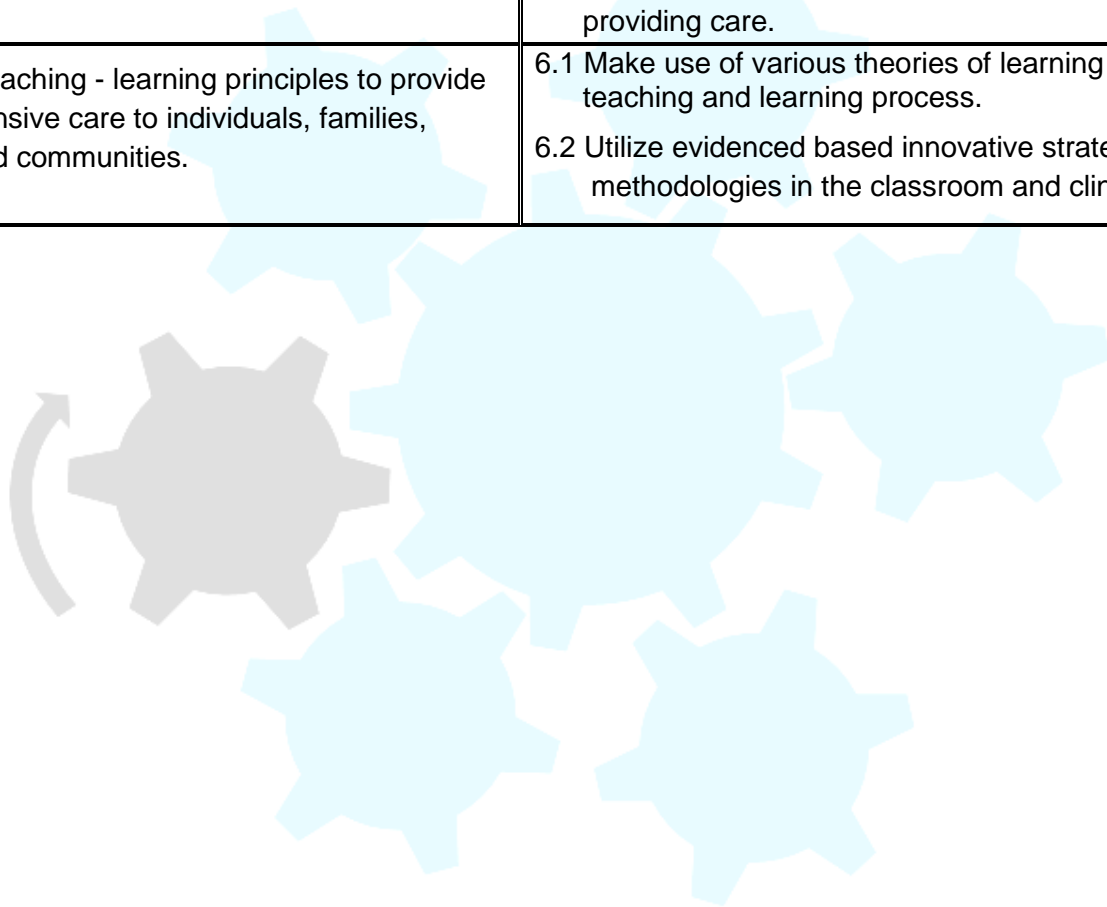 providing care.
aching - learning principles to provide
nsive care to individuals, families,
d communities.
6.1 Make use of various theories of learning
teaching and learning process.
6.2 Utilize evidenced based innovative strate
methodologies in the classroom and clin